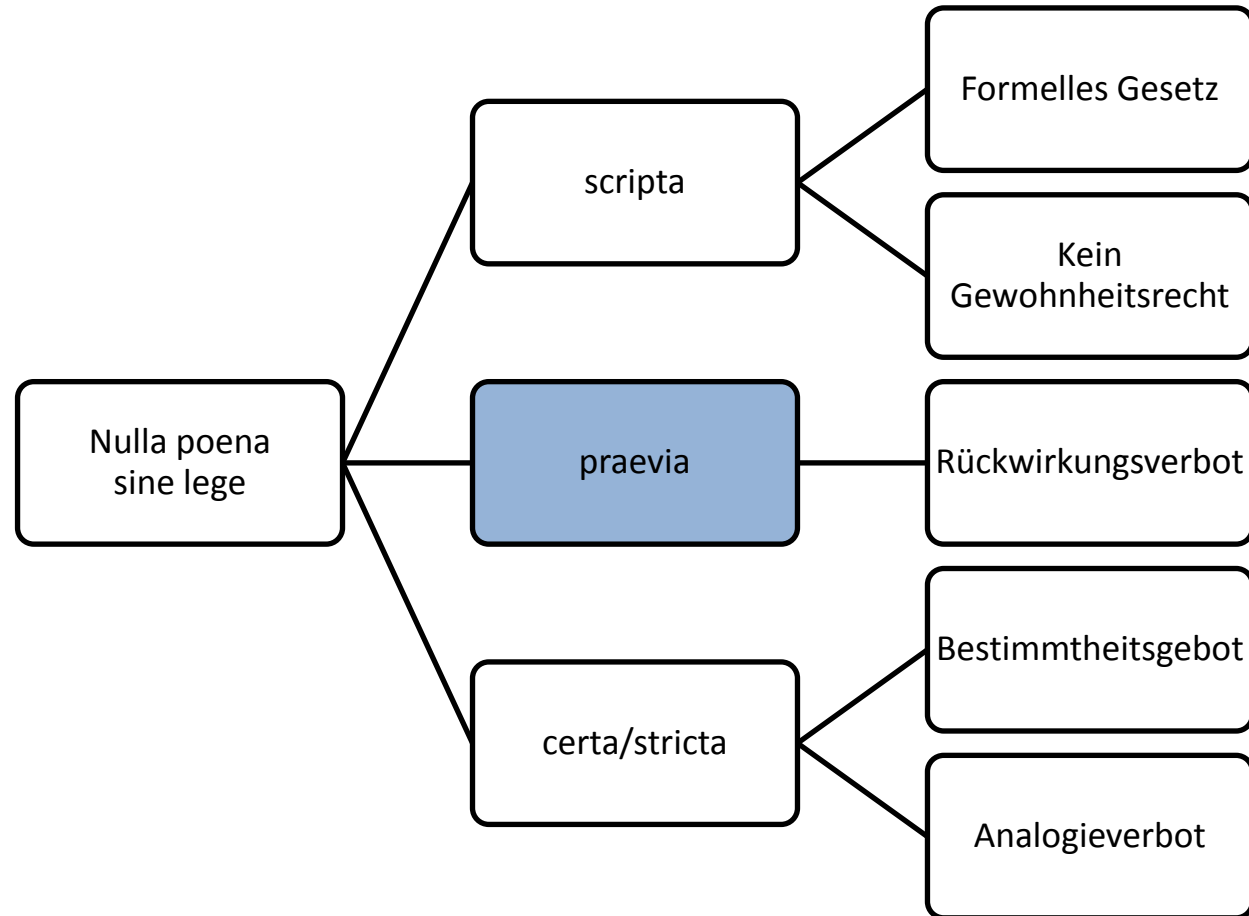 Nulla poena
sine lege
scripta
Formelles Gesetz
Kein
Gewohnheitsrecht
praevia
Rückwirkungsverbot
certa/stricta
Bestimmtheitsgebot
Analogieverbot